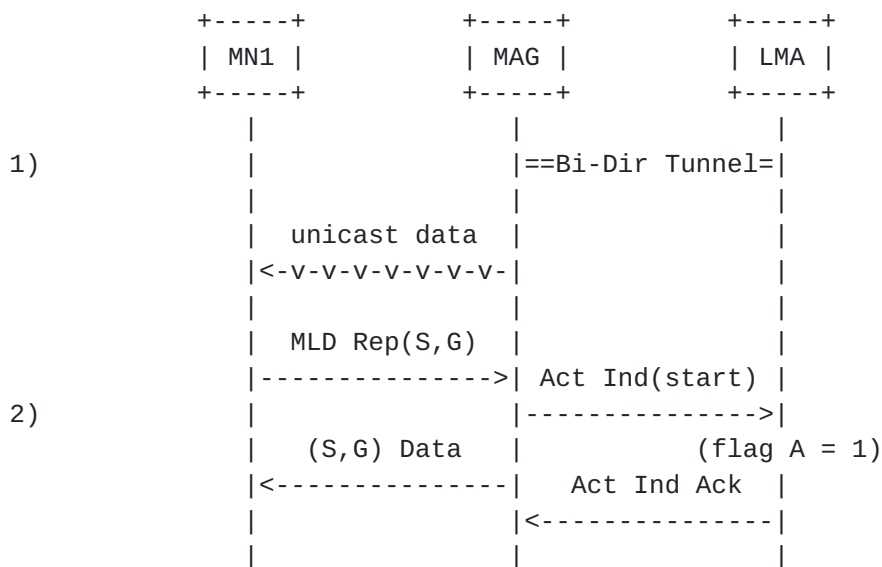 +-----+ +-----+ +-----+
| MN1 | | MAG | | LMA |
+-----+ +-----+ +-----+
| | |
1) | |==Bi-Dir Tunnel=|
| | |
| unicast data | |
|<-v-v-v-v-v-v-v-| |
| | |
| MLD Rep(S,G) | |
|--------------->| Act Ind(start) |
2) | |--------------->|
| (S,G) Data | (flag A = 1)
|<---------------| Act Ind Ack |
| |<---------------|
| | |